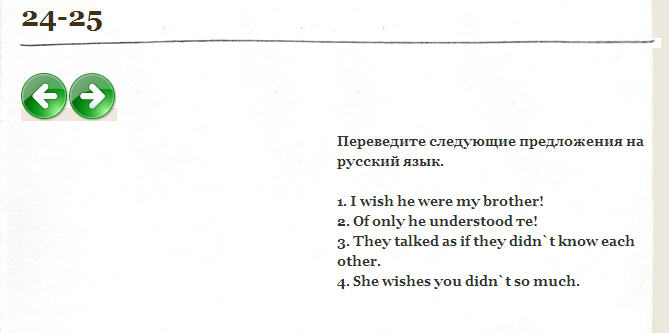 24-25
Переведите следующие предложения на
русский язык.
1. I wish he were my brother!
2. Of only he understood те!
3. They talked as if they didn`t know each
other.
4. She wishes you didn`t so much.